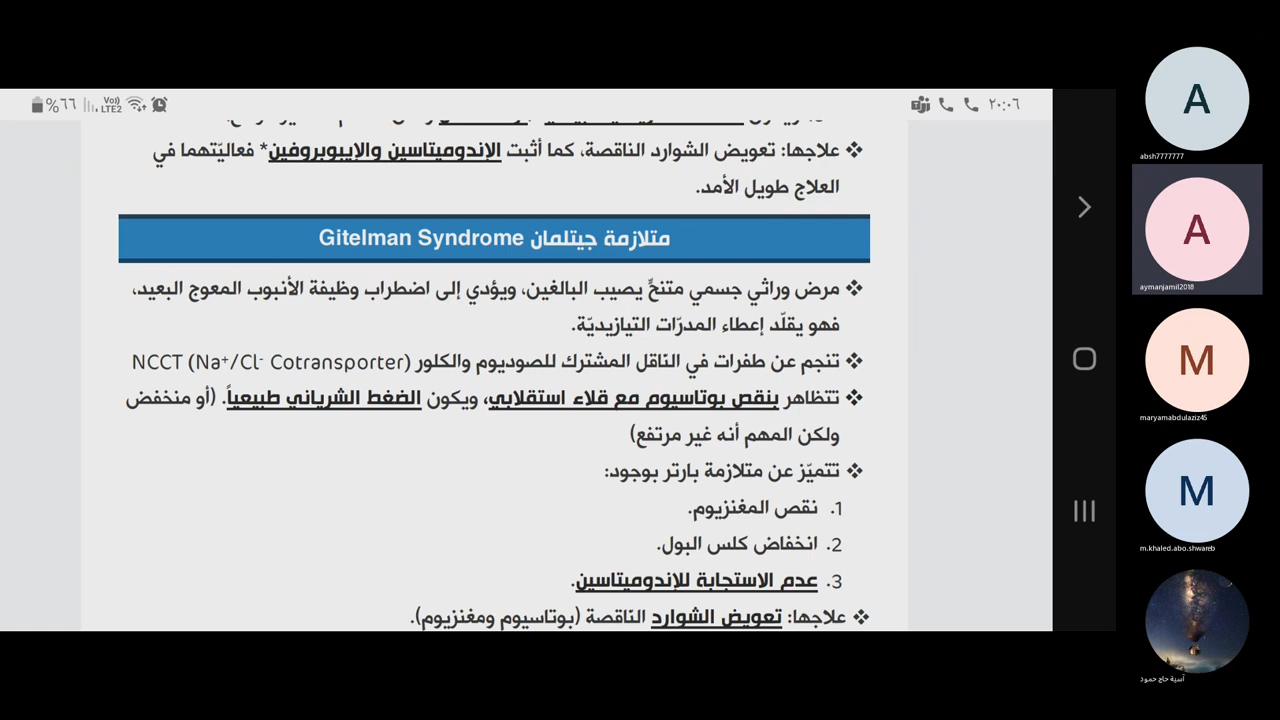 ٢٠:٠٦
%٦٦
Vo) LTE2
علاجها: تعويض الشوارد الناقصة، كما أثبت الإندوميتاسين والإيبوبروفين* فعاليّتهما في
العلاج طويل الأمد.
متلازمة جيتلمان Gitelman Syndrome
مرض وراثي جسمي متنحٍّ يصيب البالغين، ويؤدي إلى اضطراب وظيفة الأنبوب المعوج البعيد،
فهو يقلّد إعطاء المدرّات التيازيديّة.
تنجم عن طفرات في الناقل المشترك للصوديوم والكلور NCCT (Na⁺/Cl⁻ Cotransporter)
تتظاهر بنقص بوتاسيوم مع قلاء استقلابي، ويكون الضغط الشرياني طبيعياً. (أو منخفض
ولكن المهم أنه غير مرتفع)
تتميّز عن متلازمة بارتر بوجود:
1. نقص المغنزيوم.
2. انخفاض كلس البول.
3. عدم الاستجابة للإندوميتاسين.
علاجها: تعويض الشوارد الناقصة (بوتاسيوم ومغنزيوم).
A
absh7777777
A
aymanjamil2018
M
maryamabdulaziz45
M
m.khaled.abo.shwareb
آسية حاج حمود